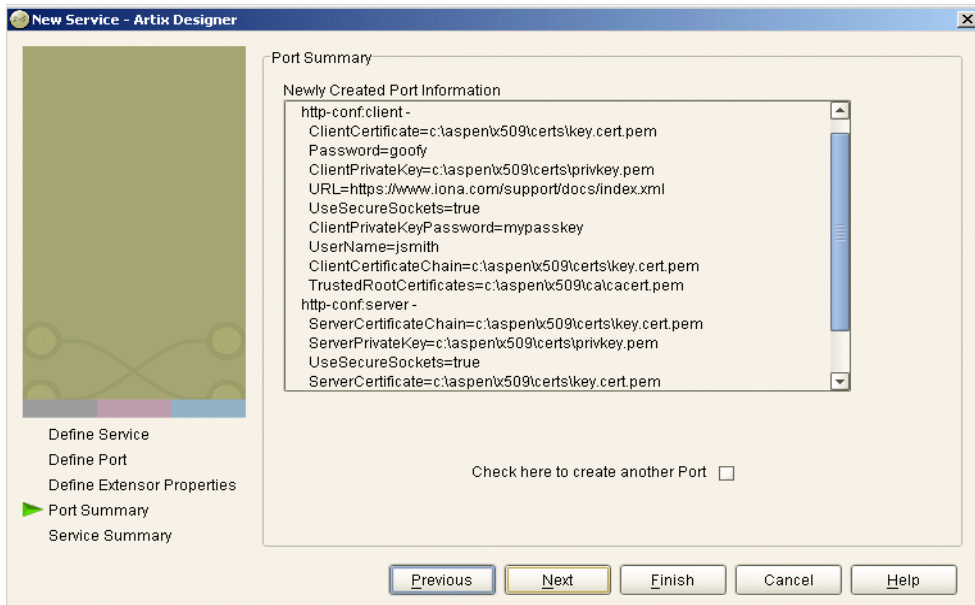 New Service - Artix Designer
Port Summary
Newly Created Port Information
http-conf:client -
ClientCertificate=c:\aspen\x509\certs\key.cert.pem
Password=goofy
ClientPrivateKey=c:\aspen\x509\certs\privkey.pem
URL=https://www.iona.com/support/docs/index.xml
UseSecureSockets=true
ClientPrivateKeyPassword=mypasskey
UserName=jsmith
ClientCertificateChain=c:\aspen\x509\certs\key.cert.pem
TrustedRootCertificates=c:\aspen\x509\ca\cacert.pem
http-conf:server -
ServerCertificateChain=c:\aspen\x509\certs\key.cert.pem
ServerPrivateKey=c:\aspen\x509\certs\privkey.pem
UseSecureSockets=true
ServerCertificate=c:\aspen\x509\certs\key.cert.pem
Define Service
Define Port
Define Extensor Properties
Port Summary
Service Summary
Check here to create another Port
Previous Next Finish Cancel Help